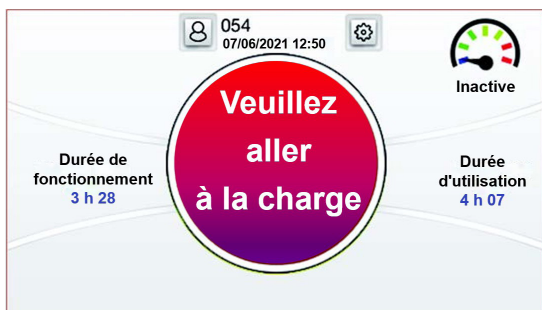 054
07/06/2021 12:50
Inactive
Veuillez
aller
à la charge
Durée de
fonctionnement
3 h 28
Durée
d'utilisation
4 h 07